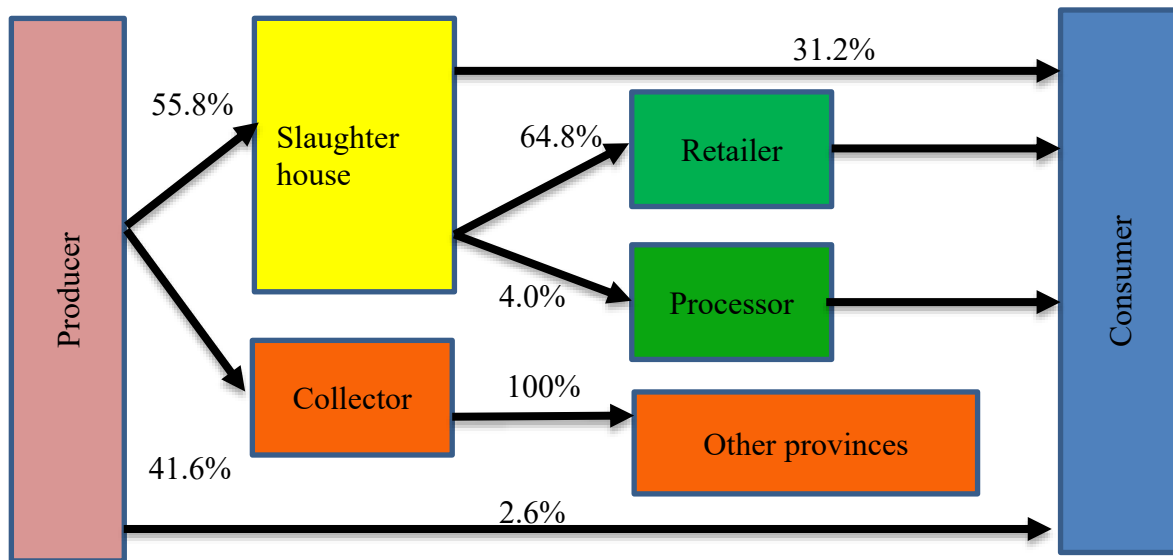 31.2%
55.8%
Slaughter
house
64.8%
Retailer
Producer
Consumer
4.0%
Processor
Collector
100%
Other provinces
41.6%
2.6%